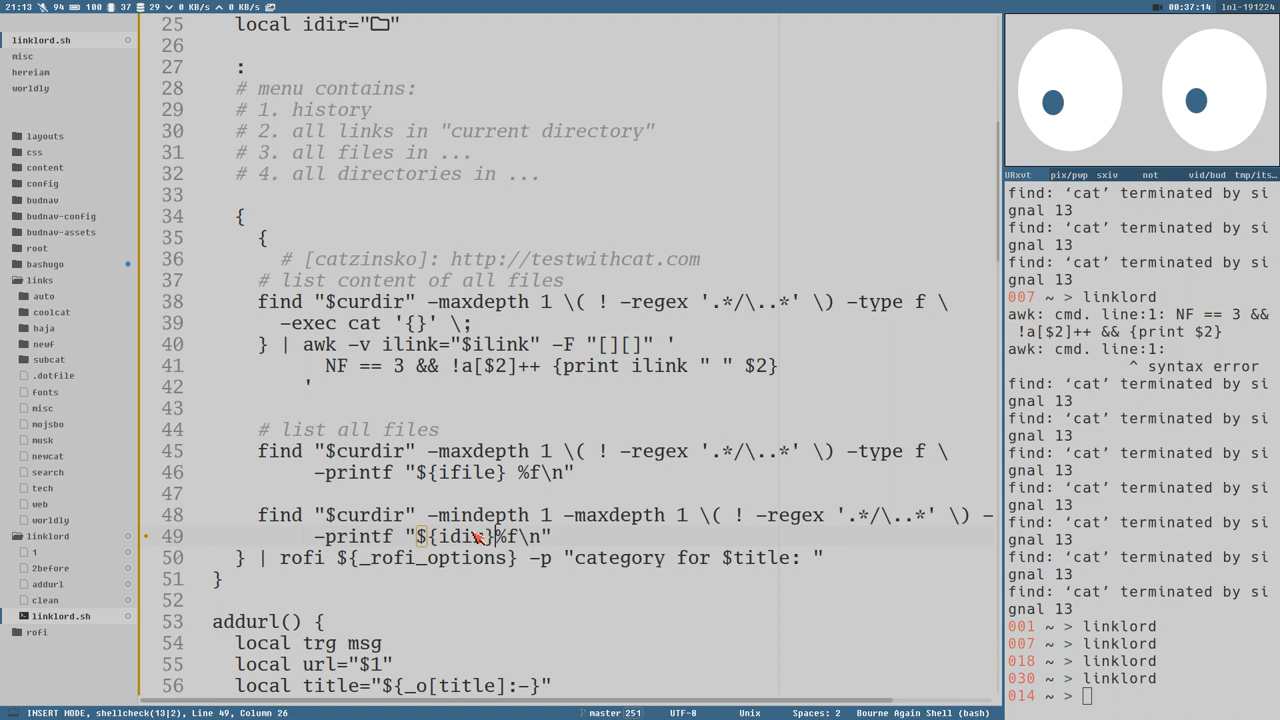 21:13 94 100 37 29 0 KB/s 0 KB/s
00:37:14 lnl-191224
linklord.sh
misc
hereiam
worldly
layouts
css
content
config
budnav
budnav-config
budnav-assets
root
bashugo
links
auto
coolcat
haja
newf
subcat
.dotfile
fonts
misc
mojsbo
musk
newcat
search
tech
web
worldly
linklord
1
2before
addurl
clean
linklord.sh
rofi
25 local idir=""
26
27 :
28 # menu contains:
29 # 1. history
30 # 2. all links in "current directory"
31 # 3. all files in ...
32 # 4. all directories in ...
33
34 {
35 {
36 # [catzinsko]: http://testwithcat.com
37 # list content of all files
38 find "$curdir" -maxdepth 1 \( ! -regex '.*/\..*' \) -type f \
39 -exec cat '{}' \;
40 } | awk -v ilink="$ilink" -F "[][]" '
41 NF == 3 && !a[$2]++ {print ilink " " $2}
42 '
43
44 # list all files
45 find "$curdir" -maxdepth 1 \( ! -regex '.*/\..*' \) -type f \
46 -printf "${ifile} %f\n"
47
48 find "$curdir" -mindepth 1 -maxdepth 1 \( ! -regex '.*/\..*' \) -
49 -printf "${idir}%f\n"
50 } | rofi ${_rofi_options} -p "category for $title: "
51 }
52
53 addurl() {
54 local trg msg
55 local url="$1"
56 local title="${_o[title]:-}"
URxvt pix/pwp sxiv not vid/bud tmp/its...
find: ‘cat’ terminated by si
gnal 13
find: ‘cat’ terminated by si
gnal 13
find: ‘cat’ terminated by si
gnal 13
007 ~ > linklord
awk: cmd. line:1: NF == 3 &&
!a[$2]++ && {print $2}
awk: cmd. line:1:
^ syntax error
find: ‘cat’ terminated by si
gnal 13
find: ‘cat’ terminated by si
gnal 13
find: ‘cat’ terminated by si
gnal 13
find: ‘cat’ terminated by si
gnal 13
find: ‘cat’ terminated by si
gnal 13
find: ‘cat’ terminated by si
gnal 13
find: ‘cat’ terminated by si
gnal 13
001 ~ > linklord
007 ~ > linklord
018 ~ > linklord
030 ~ > linklord
014 ~ >
INSERT MODE, shellcheck(13|2), Line 49, Column 26 master 251 UTF-8 Unix Spaces: 2 Bourne Again Shell (bash)